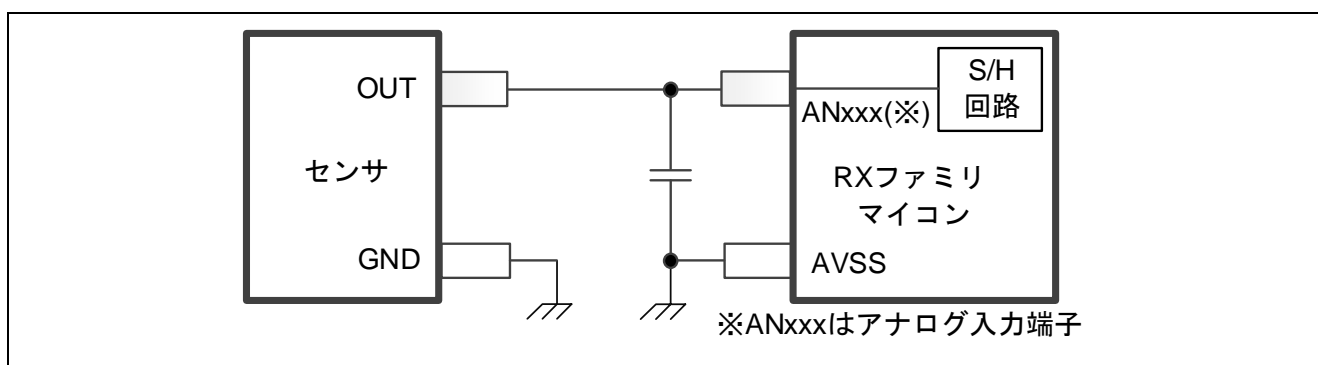 OUT
センサ
GND
S/H
回路
ANxxx(※)
RXファミリ
マイコン
AVSS
※ANxxxはアナログ入力端子